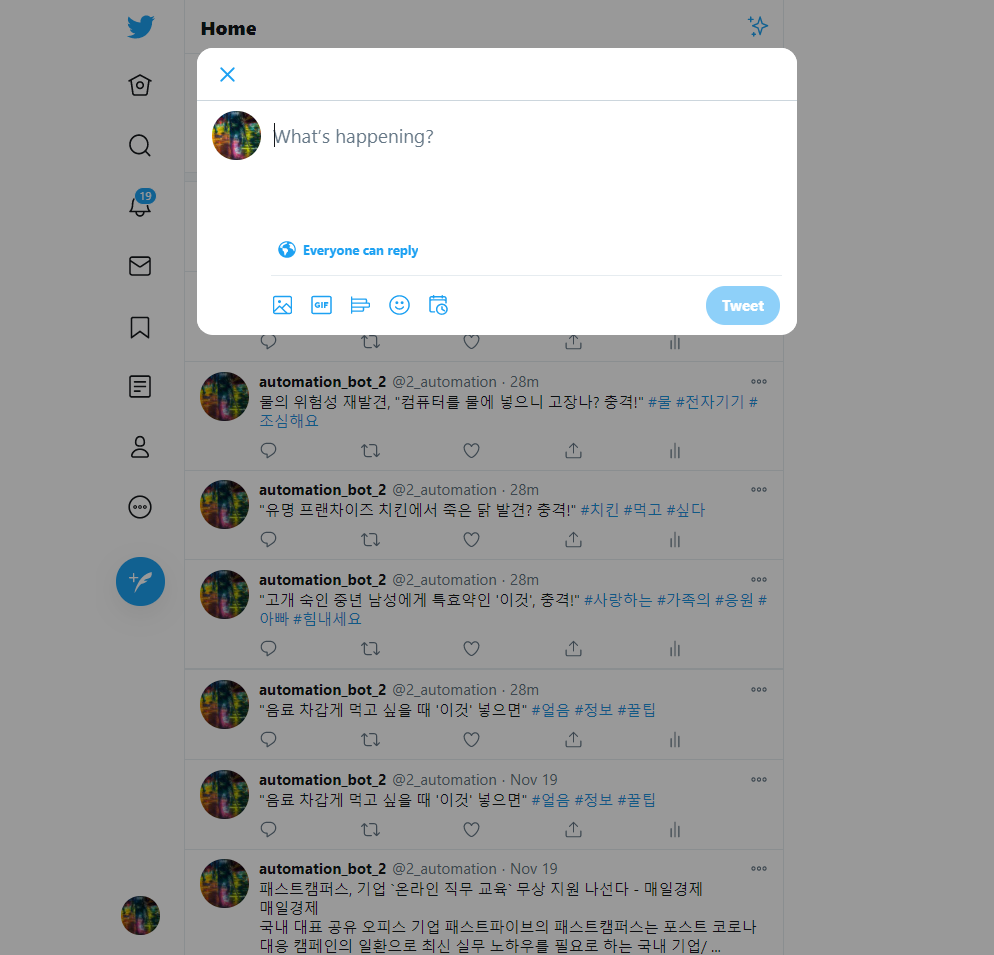 Home
What's happening?
19
Everyone can reply
GIF
Tweet
automation_bot_2 @2_automation · 28m
물의 위험성 재발견, "컴퓨터를 물에 넣으니 고장나? 충격!" #물 #전자기기 #
조심해요
automation_bot_2 @2_automation · 28m
"유명 프랜차이즈 치킨에서 죽은 닭 발견? 충격!" #치킨 #먹고 #싶다
automation_bot_2 @2_automation · 28m
"고개 숙인 중년 남성에게 특효약인 '이것', 충격!" #사랑하는 #가족의 #응원 #
아빠 #힘내세요
automation_bot_2 @2_automation · 28m
"음료 차갑게 먹고 싶을 때 '이것' 넣으면" #얼음 #정보 #꿀팁
automation_bot_2 @2_automation · Nov 19
"음료 차갑게 먹고 싶을 때 '이것' 넣으면" #얼음 #정보 #꿀팁
automation_bot_2 @2_automation · Nov 19
패스트캠퍼스, 기업 `온라인 직무 교육` 무상 지원 나선다 - 매일경제
매일경제
국내 대표 공유 오피스 기업 패스트파이브의 패스트캠퍼스는 포스트 코로나
대응 캠페인의 일환으로 최신 실무 노하우를 필요로 하는 국내 기업/ ...